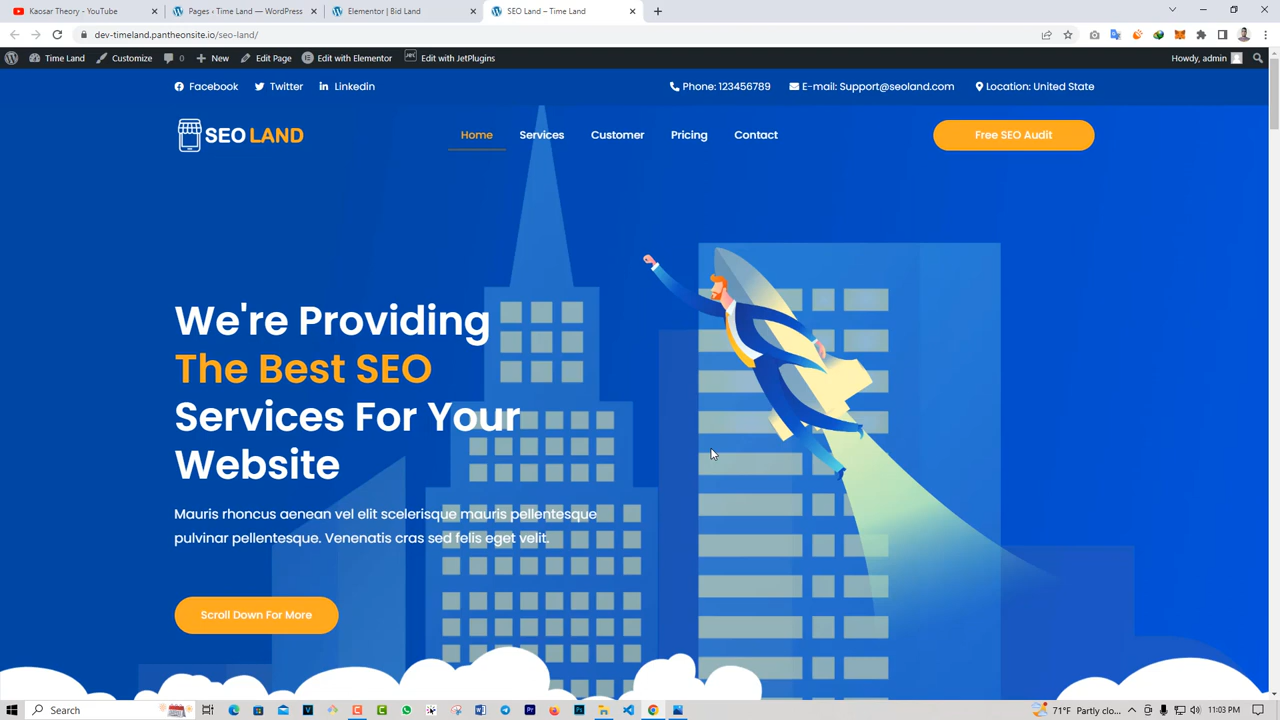 Kaosar Theory - YouTube
Pages ‹ Time Land — WordPress
Elementor | Bid Land
SEO Land – Time Land
dev-timeland.pantheonsite.io/seo-land/
Time Land
Customize
0
New
Edit Page
Edit with Elementor
Edit with JetPlugins
Howdy, admin
Facebook
Twitter
Linkedin
Phone: 123456789
E-mail: Support@seoland.com
Location: United State
SEO LAND
Home
Services
Customer
Pricing
Contact
Free SEO Audit
We're Providing
The Best SEO
Services For Your
Website
Mauris rhoncus aenean vel elit scelerisque mauris pellentesque
pulvinar pellentesque. Venenatis cras sed felis eget velit.
Scroll Down For More
Search
71°F Partly clo...
11:03 PM